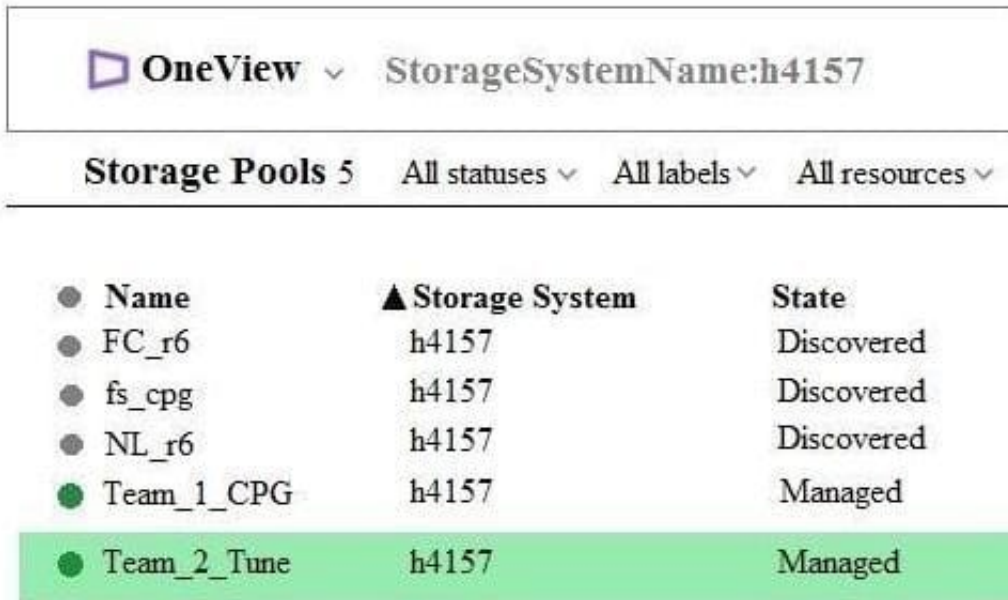 OneView StorageSystemName:h4157
Storage Pools 5 All statuses All labels All resources
Name Storage System State
FC_r6 h4157 Discovered
fs_cpg h4157 Discovered
NL_r6 h4157 Discovered
Team_1_CPG h4157 Managed
Team_2_Tune h4157 Managed